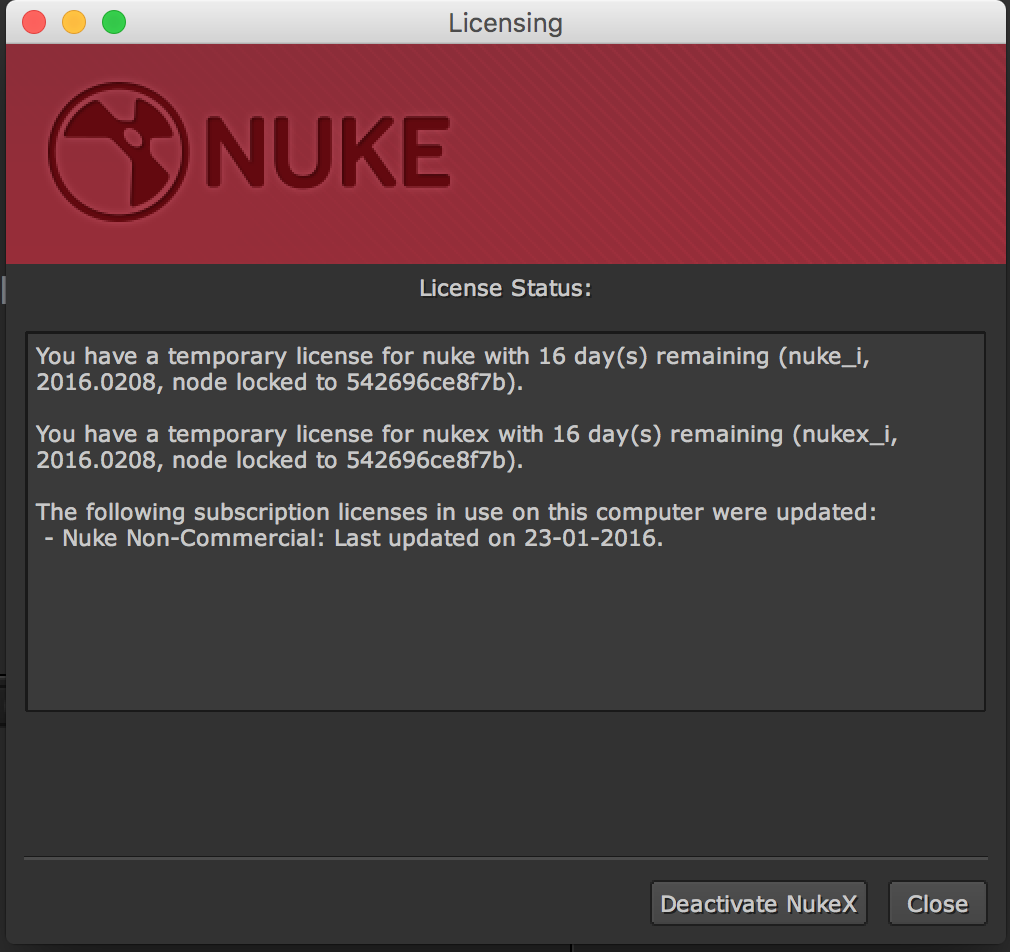 Licensing
NUKE
License Status:
You have a temporary license for nuke with 16 day(s) remaining (nuke_i,
2016.0208, node locked to 542696ce8f7b).
You have a temporary license for nukex with 16 day(s) remaining (nukex_i,
2016.0208, node locked to 542696ce8f7b).
The following subscription licenses in use on this computer were updated:
- Nuke Non-Commercial: Last updated on 23-01-2016.
Deactivate NukeX
Close